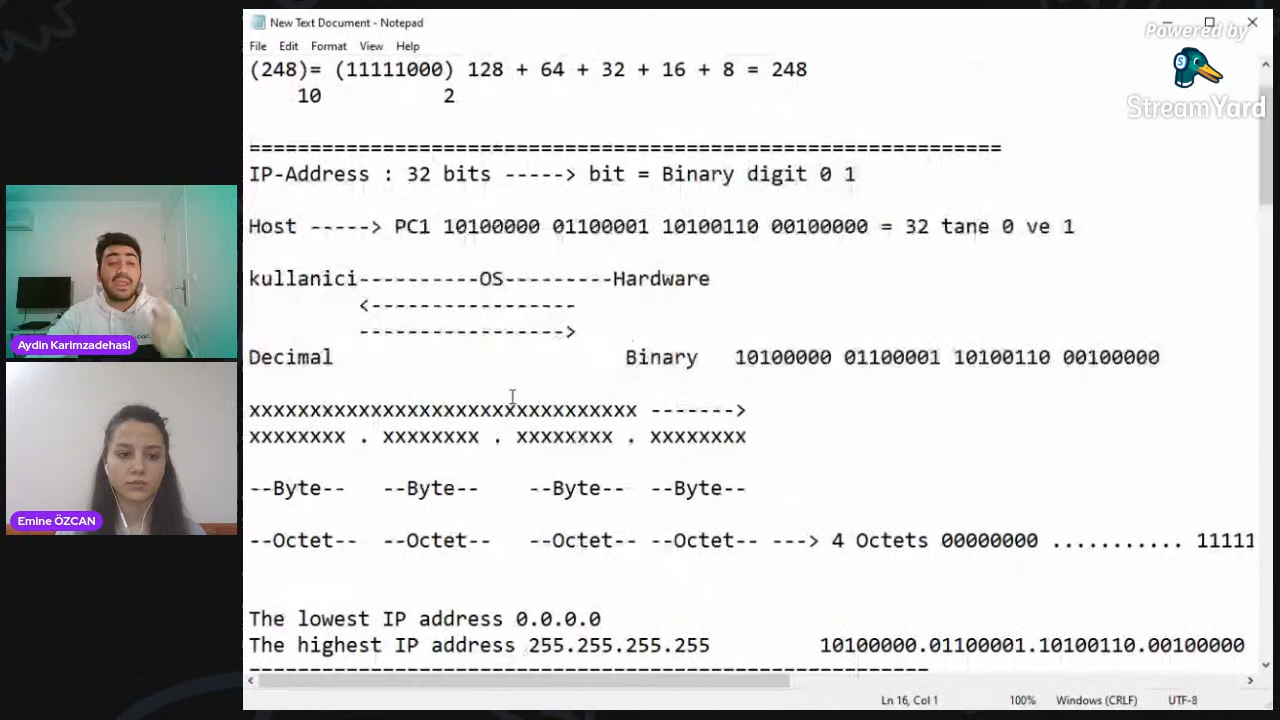 New Text Document - Notepad
File Edit Format View Help
(248)= (11111000) 128 + 64 + 32 + 16 + 8 = 248
10 2
==============================================================
IP-Address : 32 bits -----> bit = Binary digit 0 1
Host -----> PC1 10100000 01100001 10100110 00100000 = 32 tane 0 ve 1
kullanici----------OS---------Hardware
<-----------------
----------------->
Decimal Binary 10100000 01100001 10100110 00100000
xxxxxxxxxxxxxxxxxxxxxxxxxxxxxxxx ------->
xxxxxxxx . xxxxxxxx . xxxxxxxx . xxxxxxxx
--Byte-- --Byte-- --Byte-- --Byte--
--Octet-- --Octet-- --Octet-- --Octet-- ---> 4 Octets 00000000 ........... 11111
The lowest IP address 0.0.0.0
The highest IP address 255.255.255.255 10100000.01100001.10100110.00100000
--------------------------------------------------------
Ln 16, Col 1 100% Windows (CRLF) UTF-8
Powered by
StreamYard
Aydin Karimzadehasl
Emine ÖZCAN